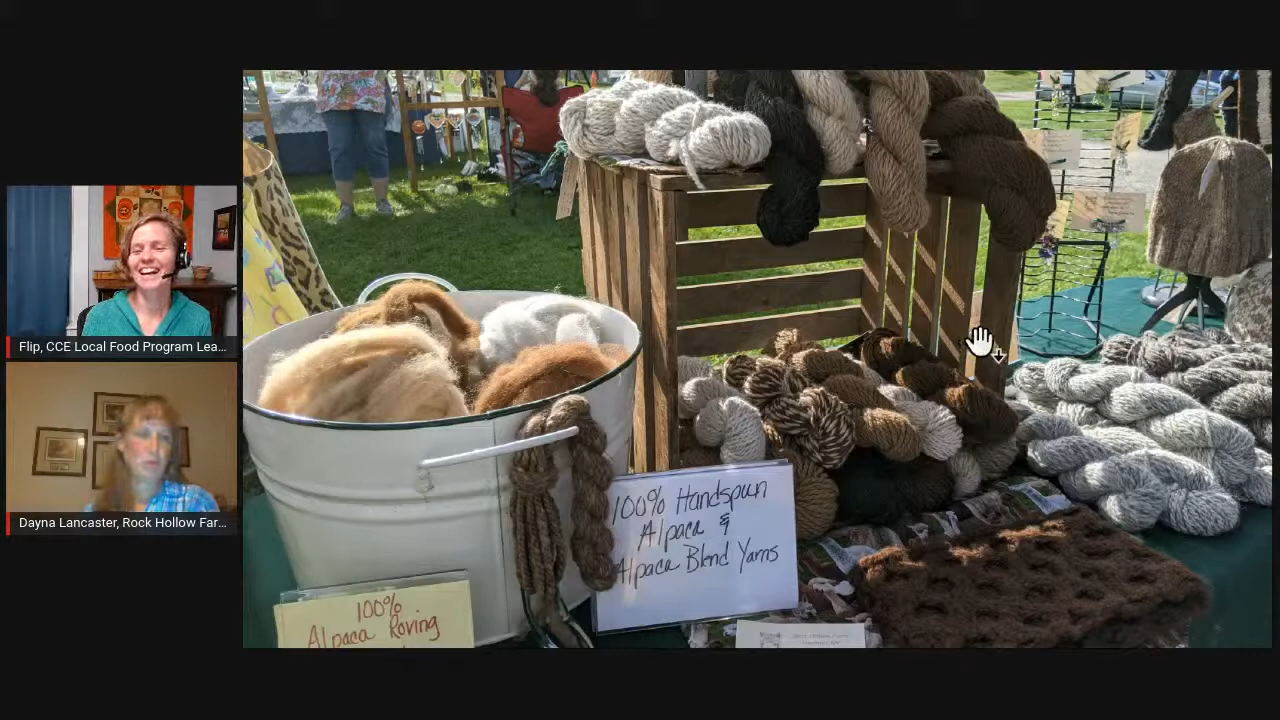 Flip, CCE Local Food Program Lea...
Dayna Lancaster, Rock Hollow Far...
100% Handspun
Alpaca &
Alpaca Blend Yarns
100%
Alpaca Roving